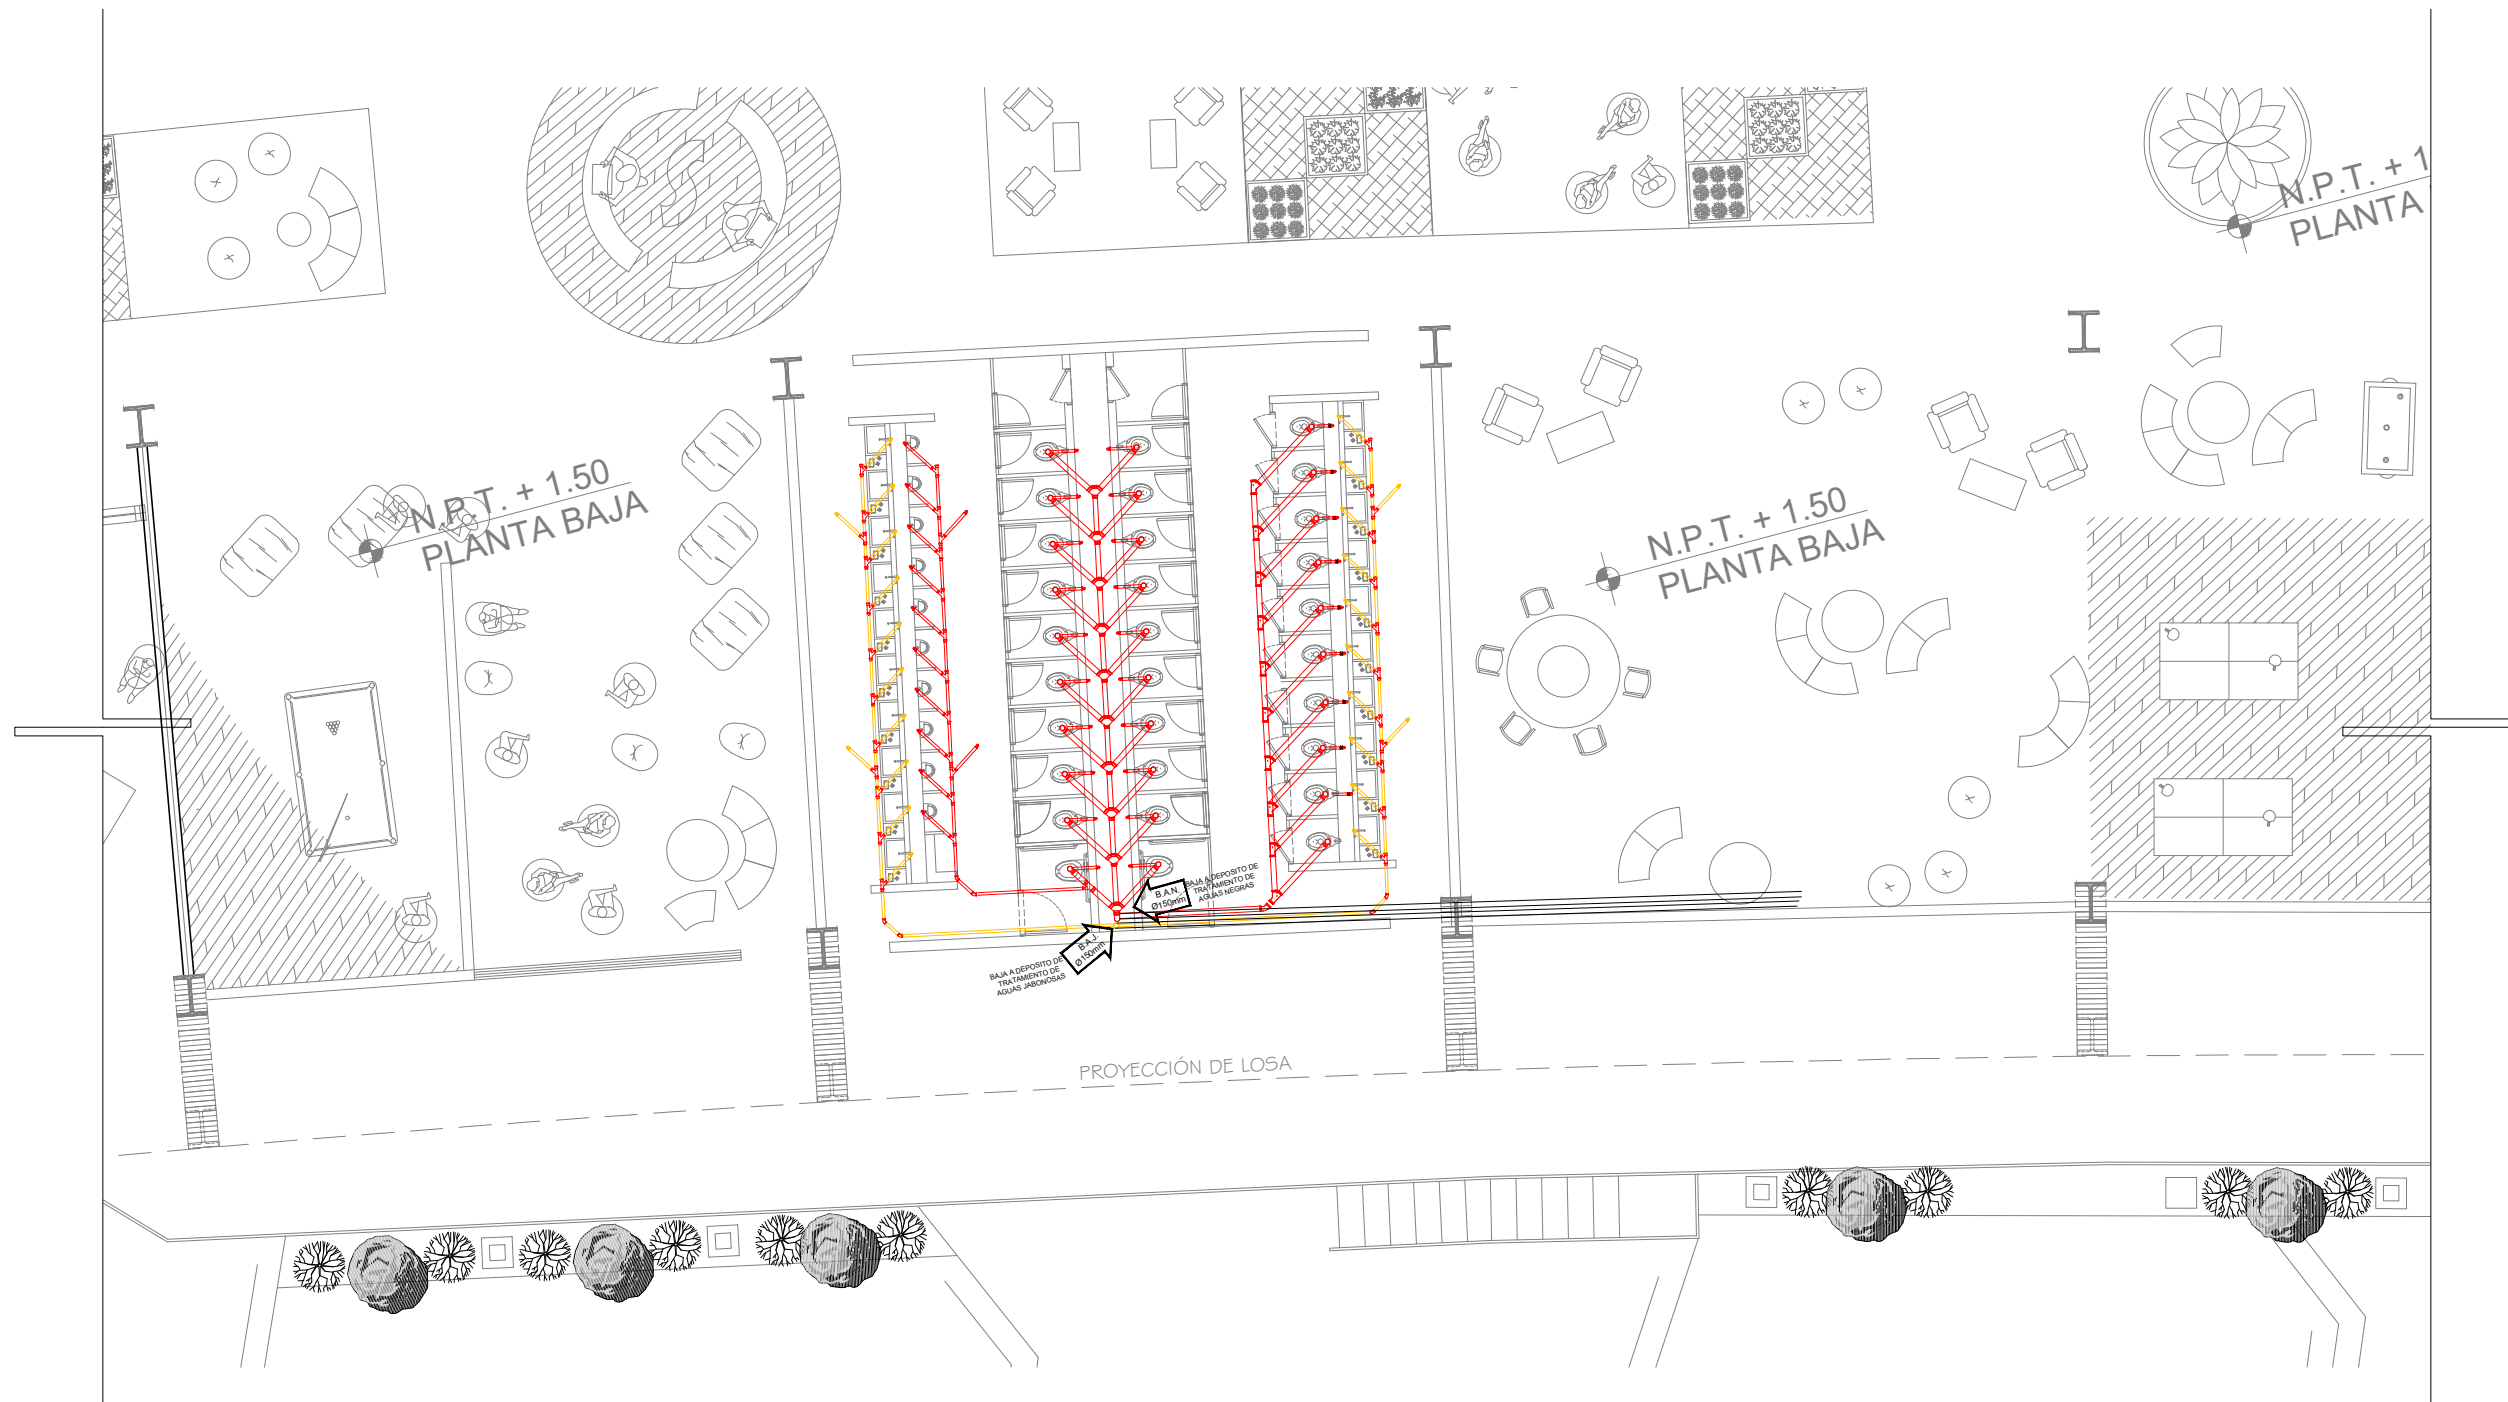 N.P.T. + 1
PLANTA
N.P.T. + 1.50
PLANTA BAJA
N.P.T. + 1.50
PLANTA BAJA
BAJA A DEPOSITO DE
TRATAMIENTO DE
AGUAS NEGRAS
B.A.N.
Ø150mm
B.A.J.
Ø150mm
BAJA A DEPOSITO DE
TRATAMIENTO DE
AGUAS JABONOSAS
PROYECCIÓN DE LOSA